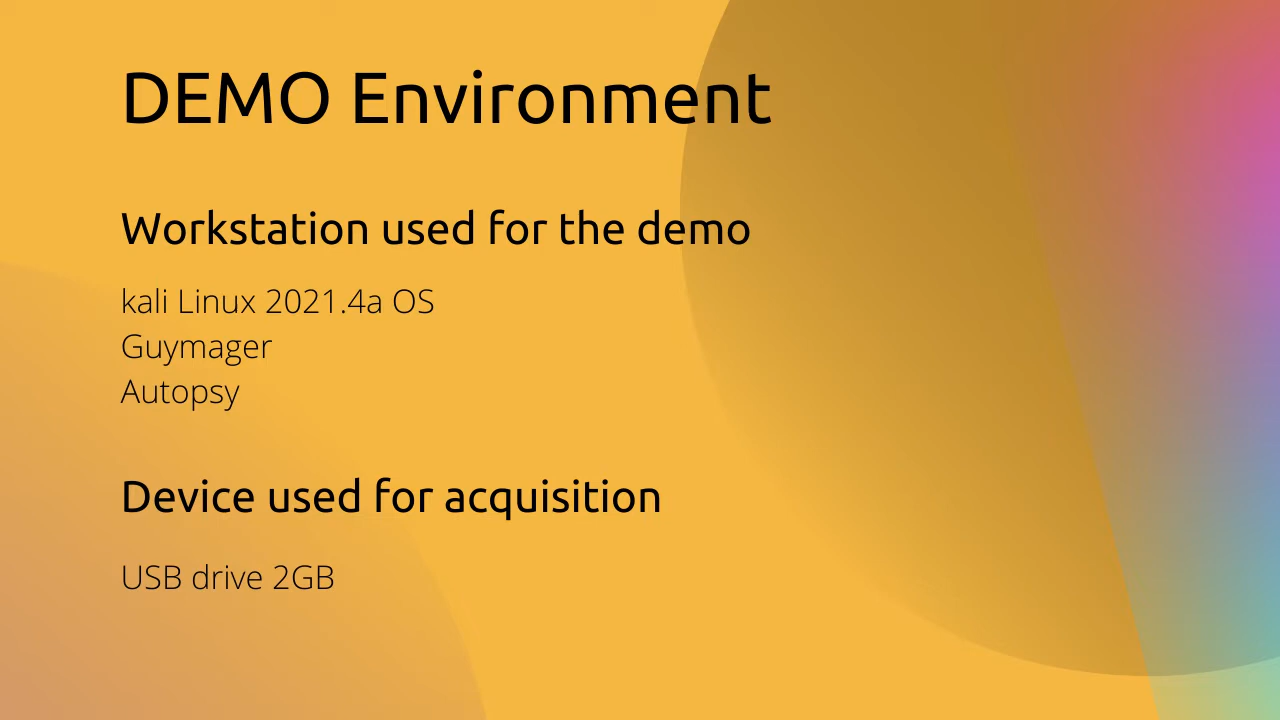 DEMO Environment
Workstation used for the demo
kali Linux 2021.4a OS
Guymager
Autopsy
Device used for acquisition
USB drive 2GB